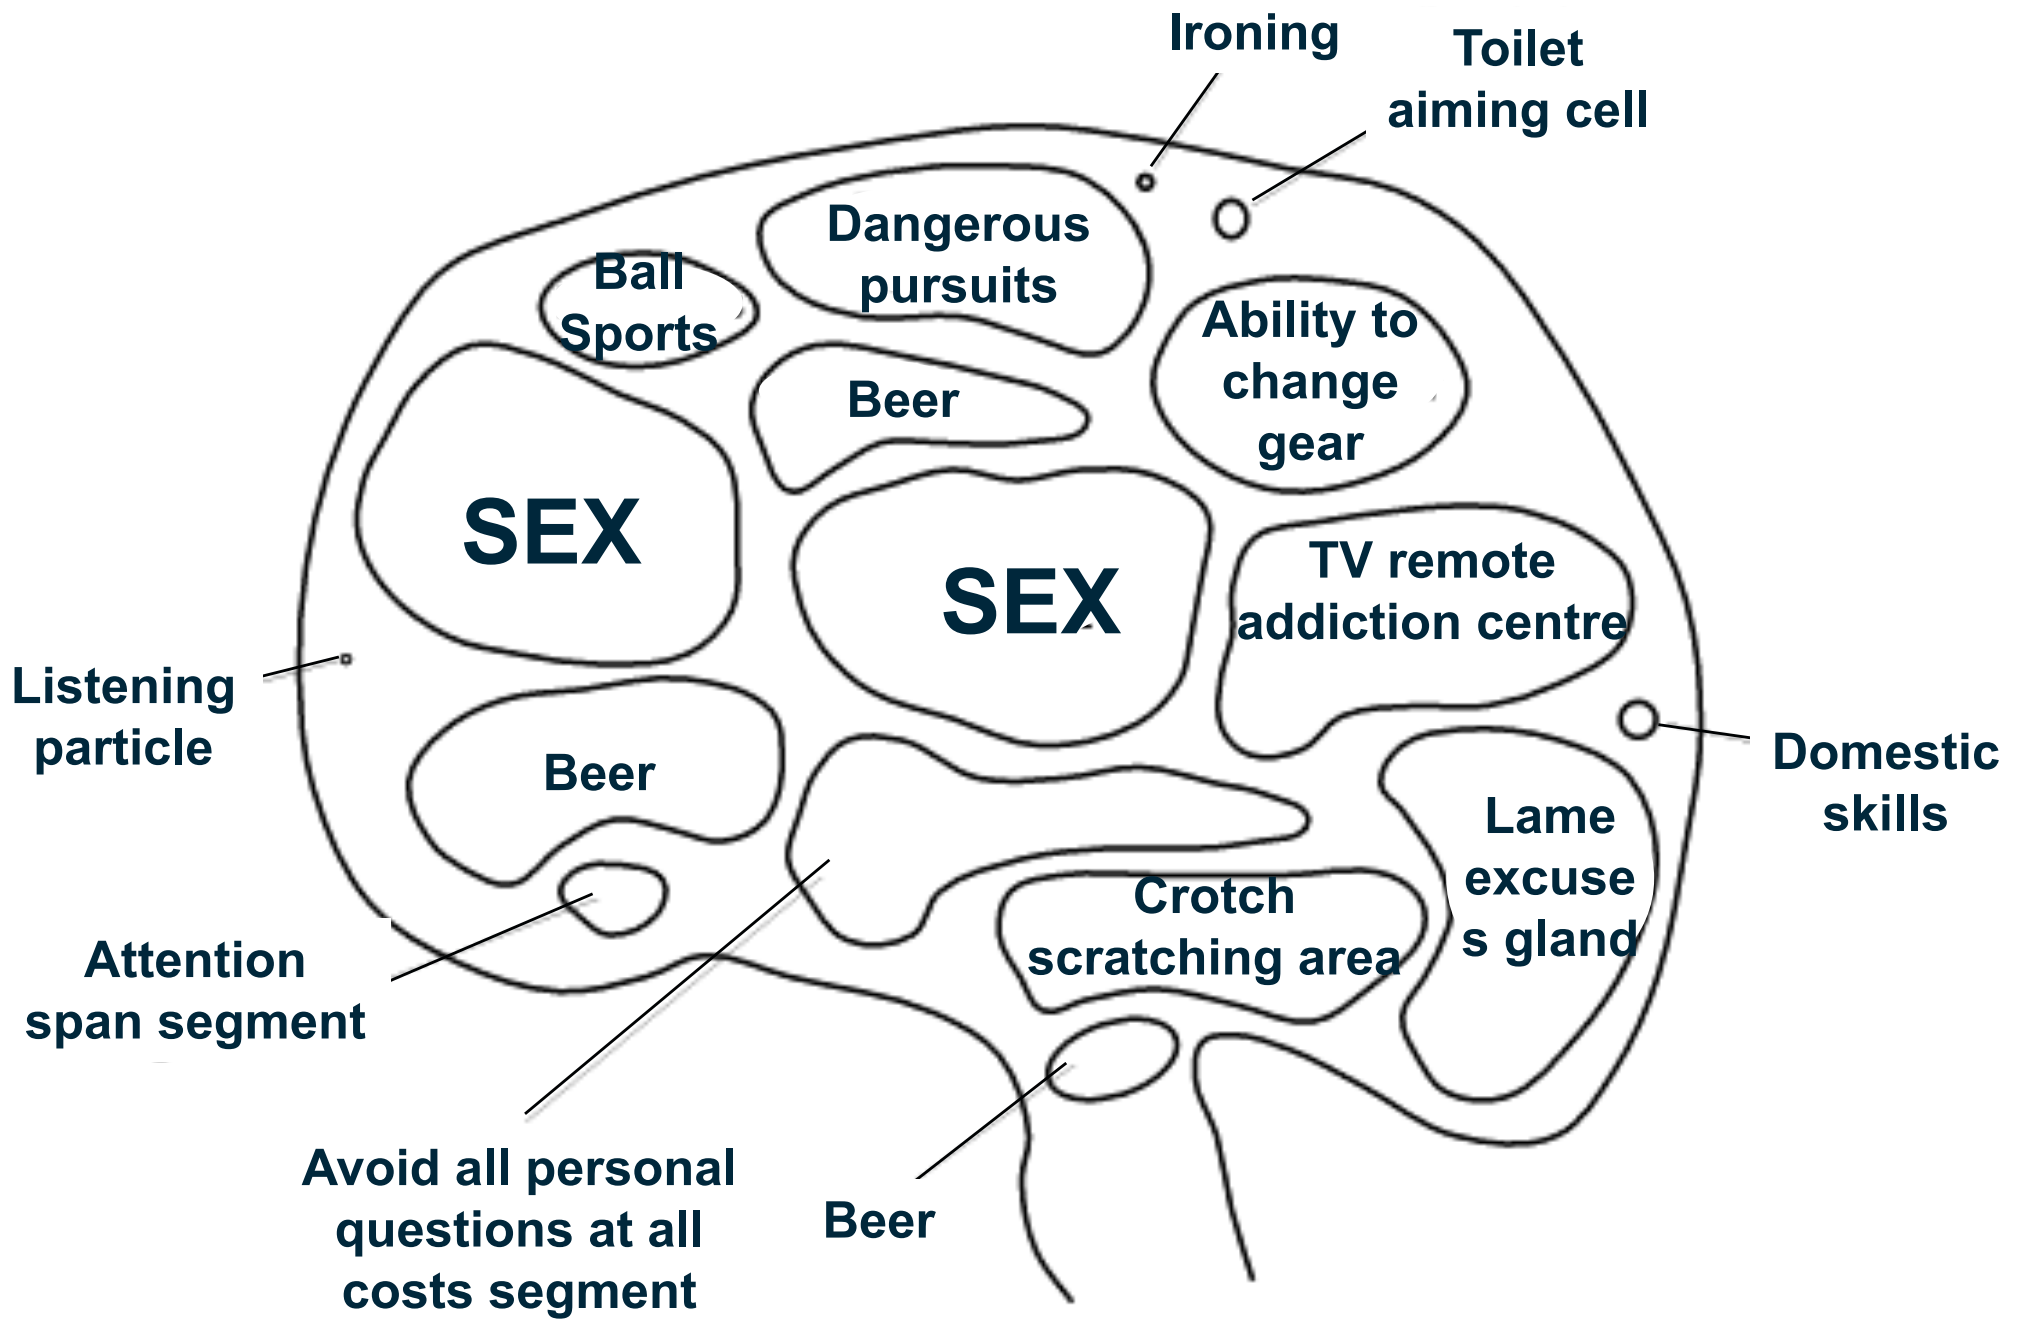 Ironing
Toilet
aiming cell
Dangerous
pursuits
Ball
Sports
Ability to
change
gear
Beer
SEX
SEX
TV remote
addiction centre
Listening
particle
Beer
Domestic
skills
Lame
excuse
s gland
Crotch
scratching area
Attention
span segment
Avoid all personal
questions at all
costs segment
Beer